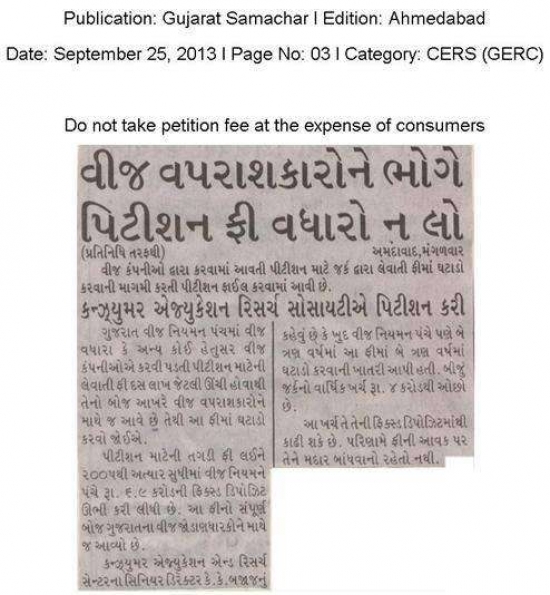 Publication: Gujarat Samachar I Edition: Ahmedabad
Date: September 25, 2013 I Page No: 03 I Category: CERS (GERC)
Do not take petition fee at the expense of consumers
વીજ વપરાશકારોને ભોગે
પિટીશન ફી વધારો ન લો
(પ્રતિનિધિ તરફથી) અમદાવાદ,મંગળવાર
વીજ કંપનીઓ દ્વારા કરવામાં આવતી પીટીશન માટે જર્ક દ્વારા લેવાતી ફીમાં ઘટાડો
કરવાની માગમી કરતી પીટીશન ફાઈલ કરવામાં આવી છે.
કન્ઝ્યુમર એજ્યુકેશન રિસર્ચ સોસાયટીએ પિટીશન કરી
ગુજરાત વીજ નિયમન પંચમાં વીજ
વધારા કે અન્ય કોઈ હેતુસર વીજ
કંપનીઓએ કરવી પડતી પીટીશન માટેની
લેવાતી ફી દસ લાખ જેટલી ઊંચી હોવાથી
તેનો બોજ આખરે વીજ વપરાશકારોને
માથે જ આવે છે તેથી આ ફીમાં ઘટાડો
કરવો જોઈએ.
પીટીશન માટેની તગડી ફી લઈને
૨૦૦૫થી અત્યાર સુધીમાં વીજ નિયમને
પંચે રૂા. ૬.૯ કરોડની ફિક્સ્ડ ડિપોઝિટ
ઊભી કરી લીધી છે. આ ફીનો સંપૂર્ણ
બોજ ગુજરાતના વીજ જોડાણધારકીને માથે
જ આવ્યો છે.
કન્ઝ્યુમર એજ્યુકેશન એન્ડ રિસર્ચ
સેન્ટરના સિનિયર ડિરેક્ટર કે.કે.બજાજનું
કહેવું છે કે ખુદ વીજ નિયમન પંચે પણે બે
ત્રણ વર્ષમાં આ ફીમાં બે ત્રણ વર્ષમાં
ઘટાડો કરવાની ખાતરી આપી હતી. બીજું
જર્કનો વાર્ષિક ખર્ચ રૂા. ૪ કરોડથી ઓછો
છે.
આ ખર્ચ તે તેની ફિક્સ્ડ ડિપોઝિટમાંથી
કાઢી શકે છે. પરિણામે ફીની આવક પર
તેને મદાર બાંધવાનો રહેતો નથી.